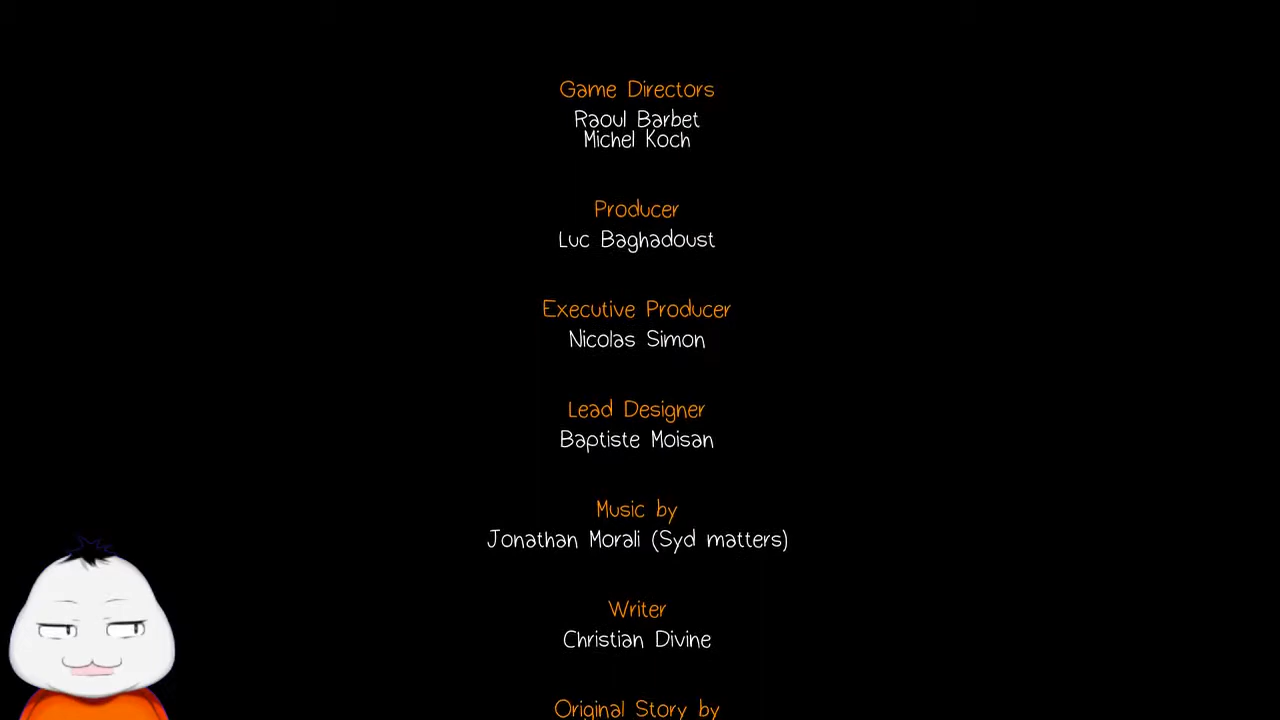 Game Directors
Raoul Barbet
Michel Koch
Producer
Luc Baghadoust
Executive Producer
Nicolas Simon
Lead Designer
Baptiste Moisan
Music by
Jonathan Morali (Syd matters)
Writer
Christian Divine
Original Story by